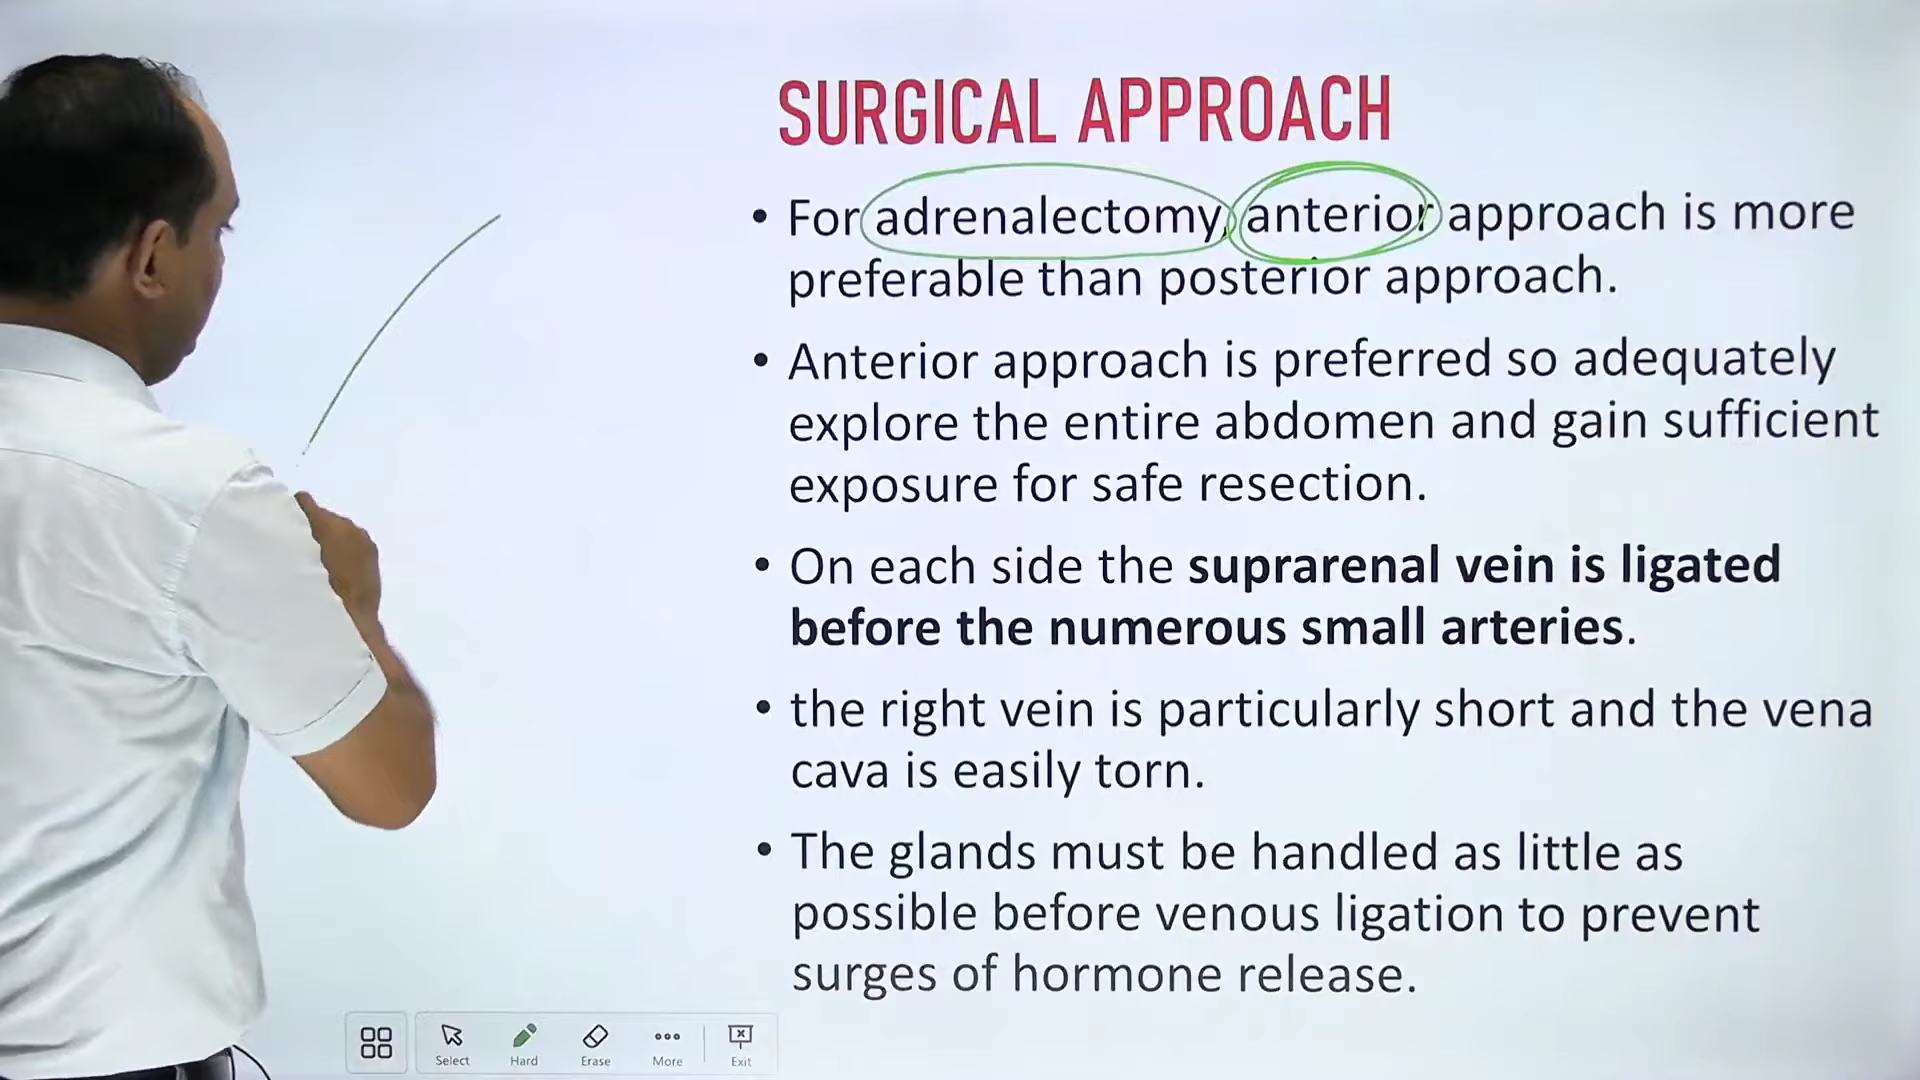 SURGICAL APPROACH
• For adrenalectomy, anterior approach is more
preferable than posterior approach.
• Anterior approach is preferred so adequately
explore the entire abdomen and gain sufficient
exposure for safe resection.
• On each side the suprarenal vein is ligated
before the numerous small arteries.
• the right vein is particularly short and the vena
cava is easily torn.
• The glands must be handled as little as
possible before venous ligation to prevent
surges of hormone release.
Select Hard Erase More Exit